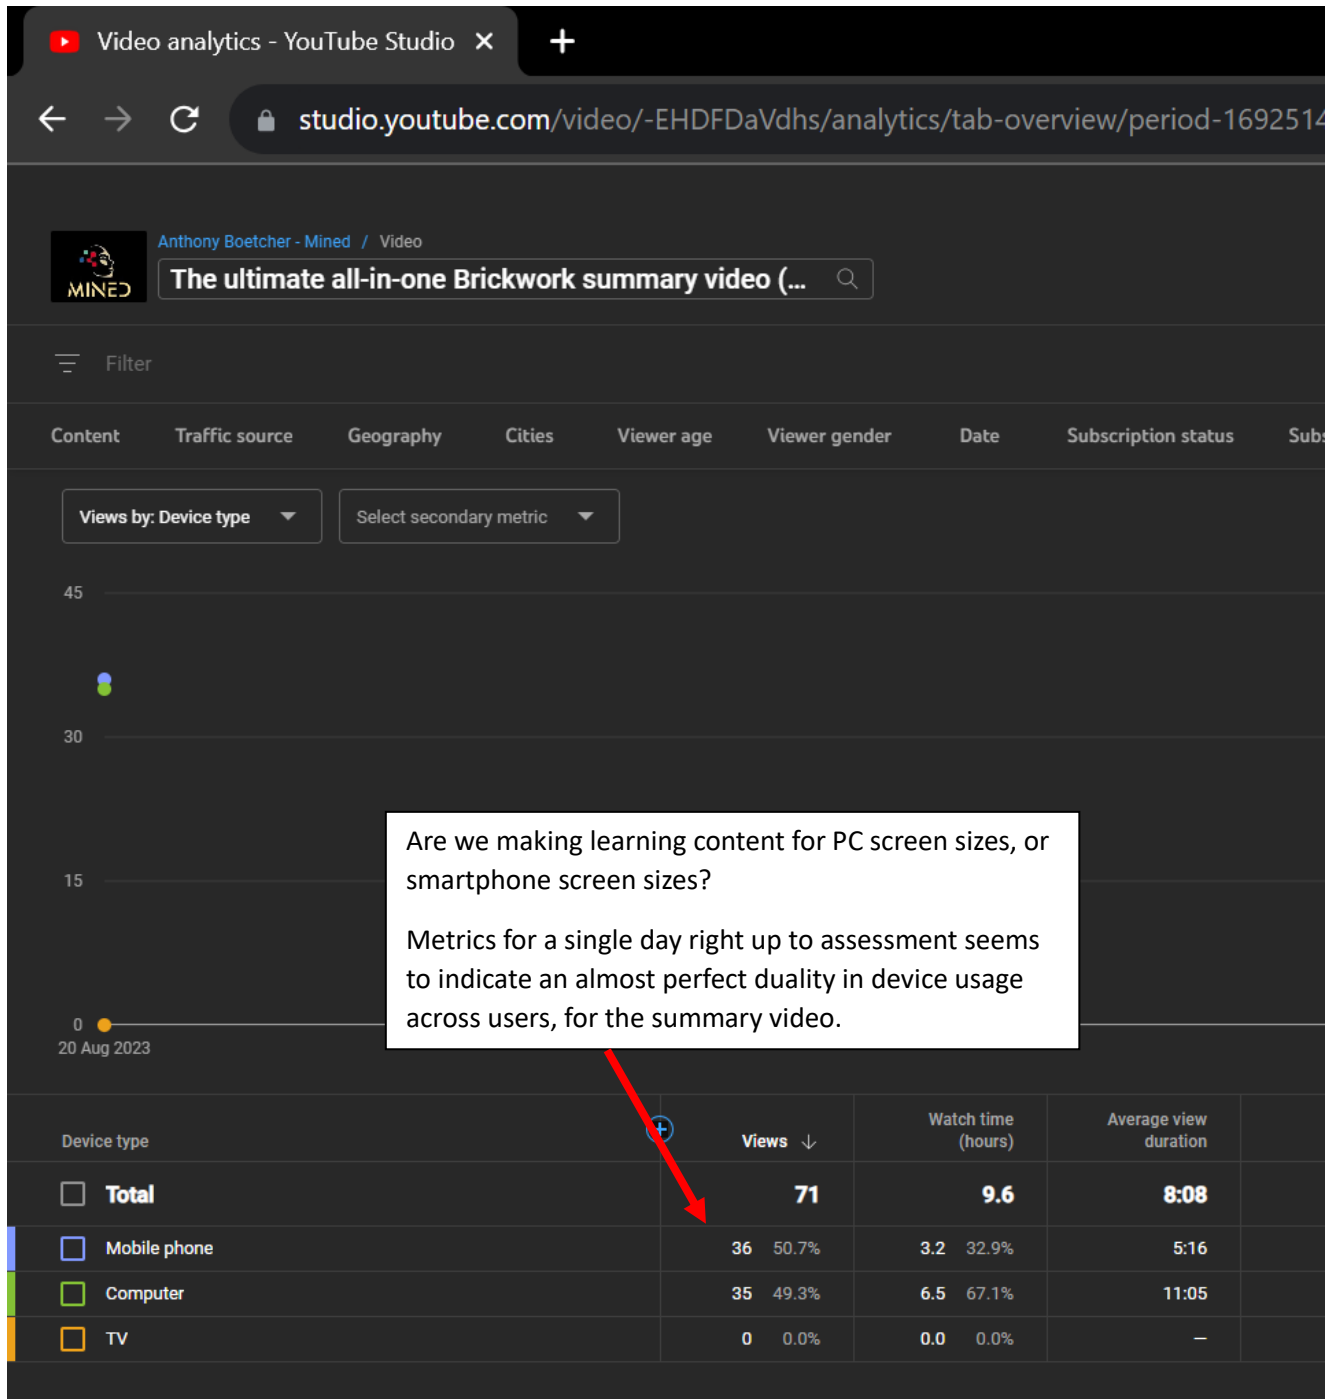 Video analytics - YouTube Studio
studio.youtube.com/video/-EHDFDaVdhs/analytics/tab-overview/period-1692514
MINED
Anthony Boetcher - Mined / Video
The ultimate all-in-one Brickwork summary video (...
Filter
Content Traffic source Geography Cities Viewer age Viewer gender Date Subscription status Subs
Views by: Device type Select secondary metric
45
30
15
0
20 Aug 2023
Are we making learning content for PC screen sizes, or
smartphone screen sizes?
Metrics for a single day right up to assessment seems
to indicate an almost perfect duality in device usage
across users, for the summary video.
Device type Views ↓ Watch time (hours) Average view duration
Total 71 9.6 8:08
Mobile phone 36 50.7% 3.2 32.9% 5:16
Computer 35 49.3% 6.5 67.1% 11:05
TV 0 0.0% 0.0 0.0% –